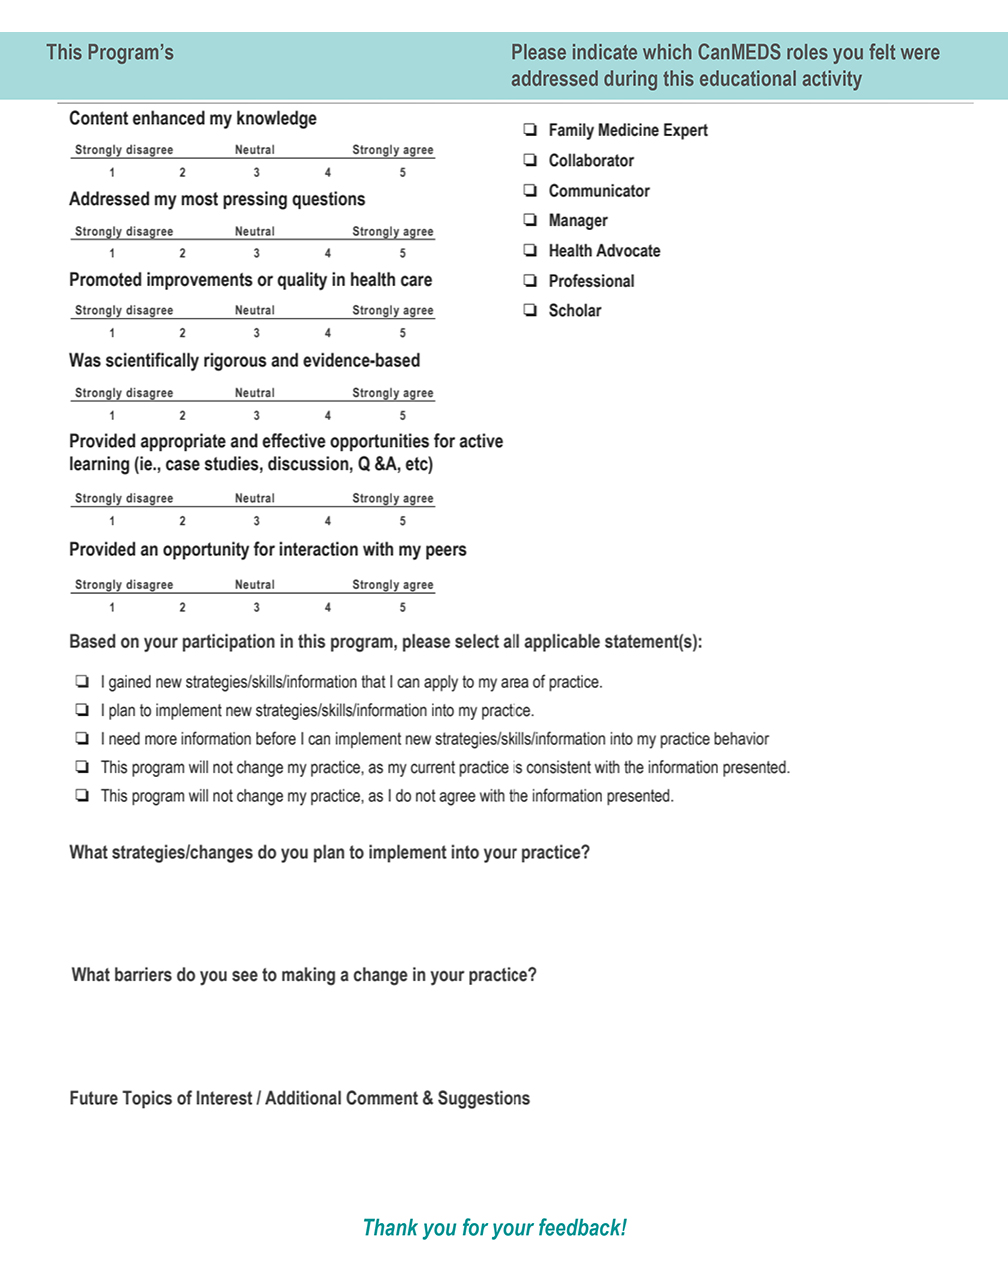 This Program's
Please indicate which CanMEDS roles you felt were
addressed during this educational activity
Content enhanced my knowledge
Strongly disagree Neutral Strongly agree
1 2 3 4 5
Addressed my most pressing questions
Strongly disagree Neutral Strongly agree
1 2 3 4 5
Promoted improvements or quality in health care
Strongly disagree Neutral Strongly agree
1 2 3 4 5
Was scientifically rigorous and evidence-based
Strongly disagree Neutral Strongly agree
1 2 3 4 5
Provided appropriate and effective opportunities for active
learning (ie., case studies, discussion, Q &A, etc)
Strongly disagree Neutral Strongly agree
1 2 3 4 5
Provided an opportunity for interaction with my peers
Strongly disagree Neutral Strongly agree
1 2 3 4 5
❏ Family Medicine Expert
❏ Collaborator
❏ Communicator
❏ Manager
❏ Health Advocate
❏ Professional
❏ Scholar
Based on your participation in this program, please select all applicable statement(s):
❏ I gained new strategies/skills/information that I can apply to my area of practice.
❏ I plan to implement new strategies/skills/information into my practice.
❏ I need more information before I can implement new strategies/skills/information into my practice behavior
❏ This program will not change my practice, as my current practice is consistent with the information presented.
❏ This program will not change my practice, as I do not agree with the information presented.
What strategies/changes do you plan to implement into your practice?
What barriers do you see to making a change in your practice?
Future Topics of Interest / Additional Comment & Suggestions
Thank you for your feedback!